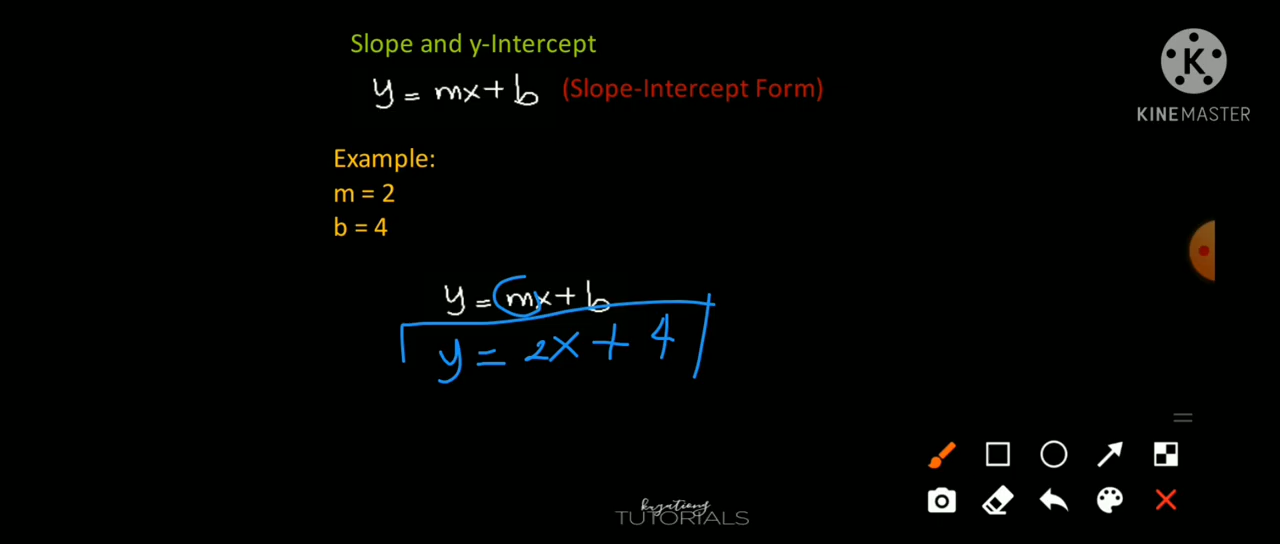 Slope and y-Intercept
y = mx + b (Slope-Intercept Form)
K
KINEMASTER
Example:
m = 2
b = 4
y = mx + b
y = 2x + 4
TUTORIALS